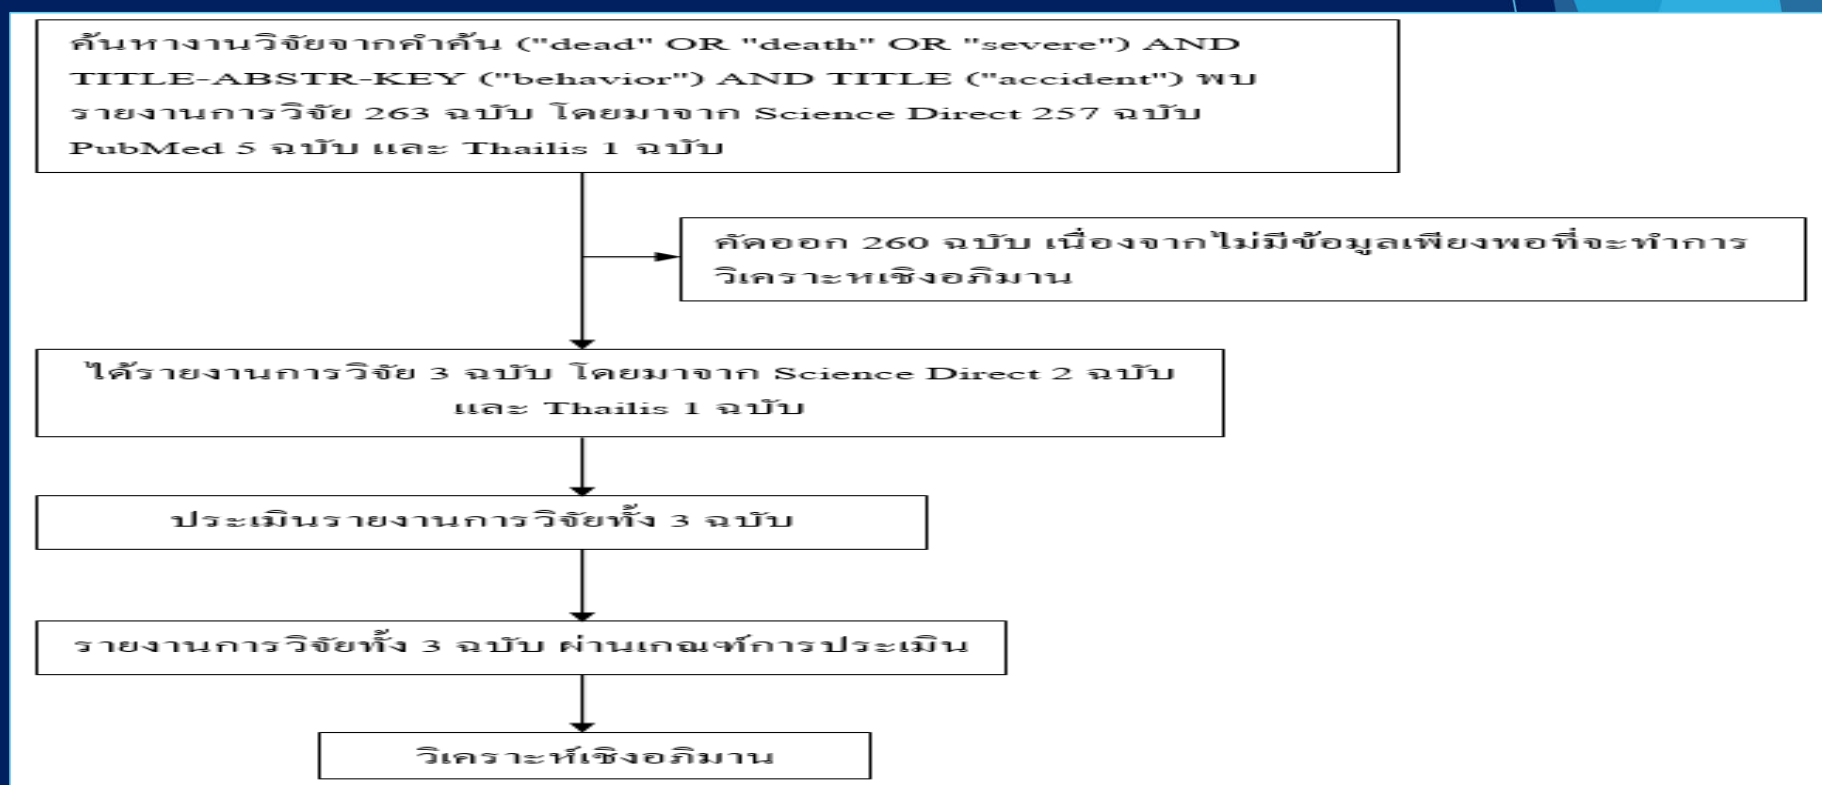 ค้นหางานวิจัยจากคำค้น ("dead" OR "death" OR "severe") AND
TITLE-ABSTR-KEY ("behavior") AND TITLE ("accident") พบ
รายงานการวิจัย 263 ฉบับ โดยมาจาก Science Direct 257 ฉบับ
PubMed 5 ฉบับ และ Thailis 1 ฉบับ
คัดออก 260 ฉบับ เนื่องจากไม่มีข้อมูลเพียงพอที่จะทำการ
วิเคราะหเชิงอภิมาน
ได้รายงานการวิจัย 3 ฉบับ โดยมาจาก Science Direct 2 ฉบับ
และ Thailis 1 ฉบับ
ประเมินรายงานการวิจัยทั้ง 3 ฉบับ
รายงานการวิจัยทั้ง 3 ฉบับ ผ่านเกณฑ์การประเมิน
วิเคราะห์เชิงอภิมาน